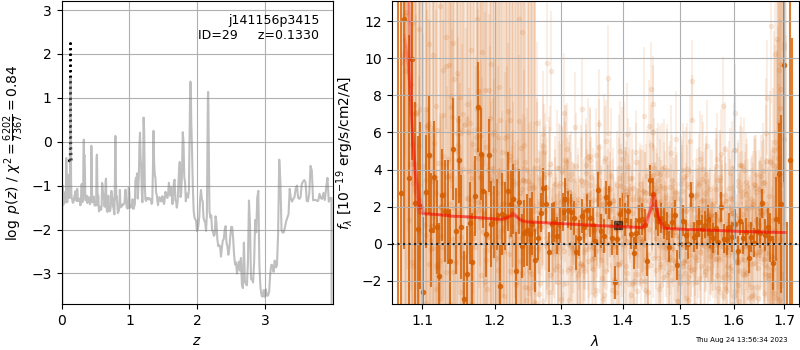 j141156p3415
ID=29 z=0.1330
log p(z) / χ² = 6202/7367 = 0.84
3
2
1
0
−1
−2
−3
0 1 2 3
z
fλ [10⁻¹⁹ erg/s/cm2/A]
12
10
8
6
4
2
0
−2
1.1 1.2 1.3 1.4 1.5 1.6 1.7
λ
Thu Aug 24 13:56:34 2023